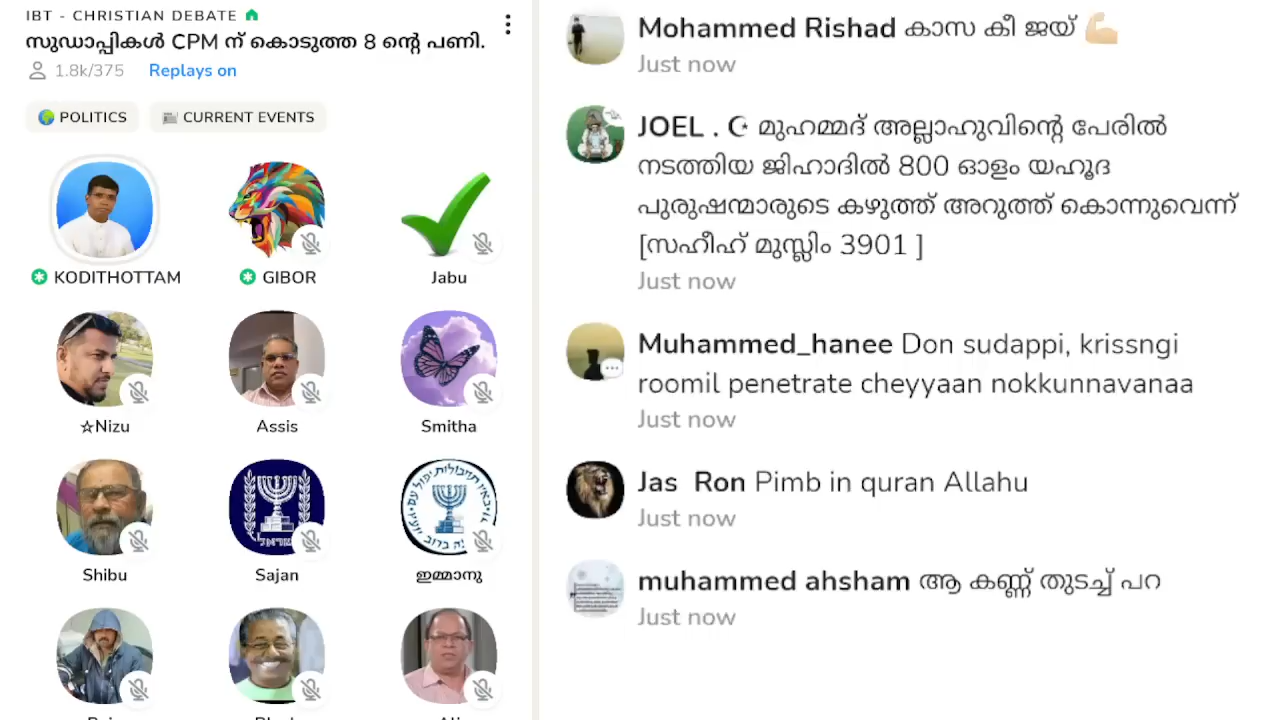 IBT - CHRISTIAN DEBATE
സുഡാപ്പികൾ CPM ന് കൊടുത്ത 8 ന്റെ പണി.
1.8k/375 Replays on
POLITICS CURRENT EVENTS
KODITHOTTAM GIBOR Jabu
☆Nizu Assis Smitha
Shibu Sajan ഇമ്മാനു
Mohammed Rishad കാസ കീ ജയ് 💪🏻
Just now
JOEL . ☪ മുഹമ്മദ് അല്ലാഹുവിന്റെ പേരിൽ
നടത്തിയ ജിഹാദിൽ 800 ഓളം യഹൂദ
പുരുഷന്മാരുടെ കഴുത്ത് അറുത്ത് കൊന്നുവെന്ന്
[സഹീഹ് മുസ്ലിം 3901 ]
Just now
Muhammed_hanee Don sudappi, krissngi
roomil penetrate cheyyaan nokkunnavanaa
Just now
Jas Ron Pimb in quran Allahu
Just now
muhammed ahsham ആ കണ്ണ് തുടച്ച് പറ
Just now